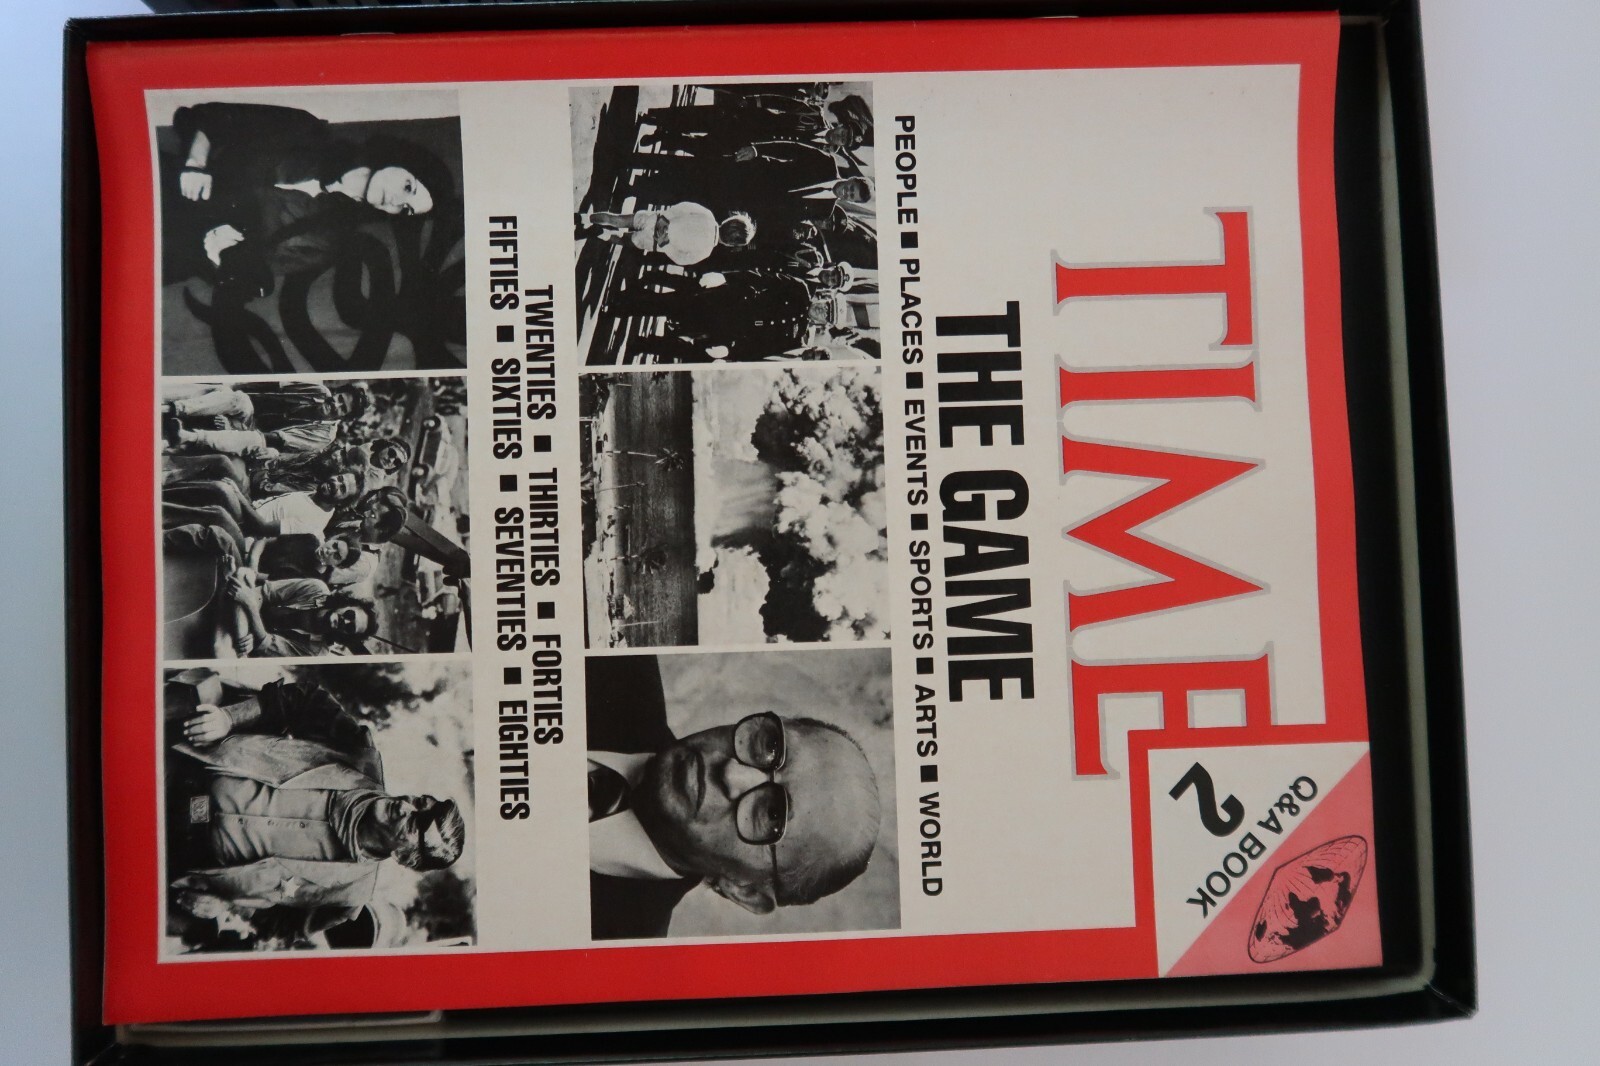 TIME
Q&A BOOK
2
THE GAME
PEOPLE ■ PLACES ■ EVENTS ■ SPORTS ■ ARTS ■ WORLD
TWENTIES ■ THIRTIES ■ FORTIES
FIFTIES ■ SIXTIES ■ SEVENTIES ■ EIGHTIES